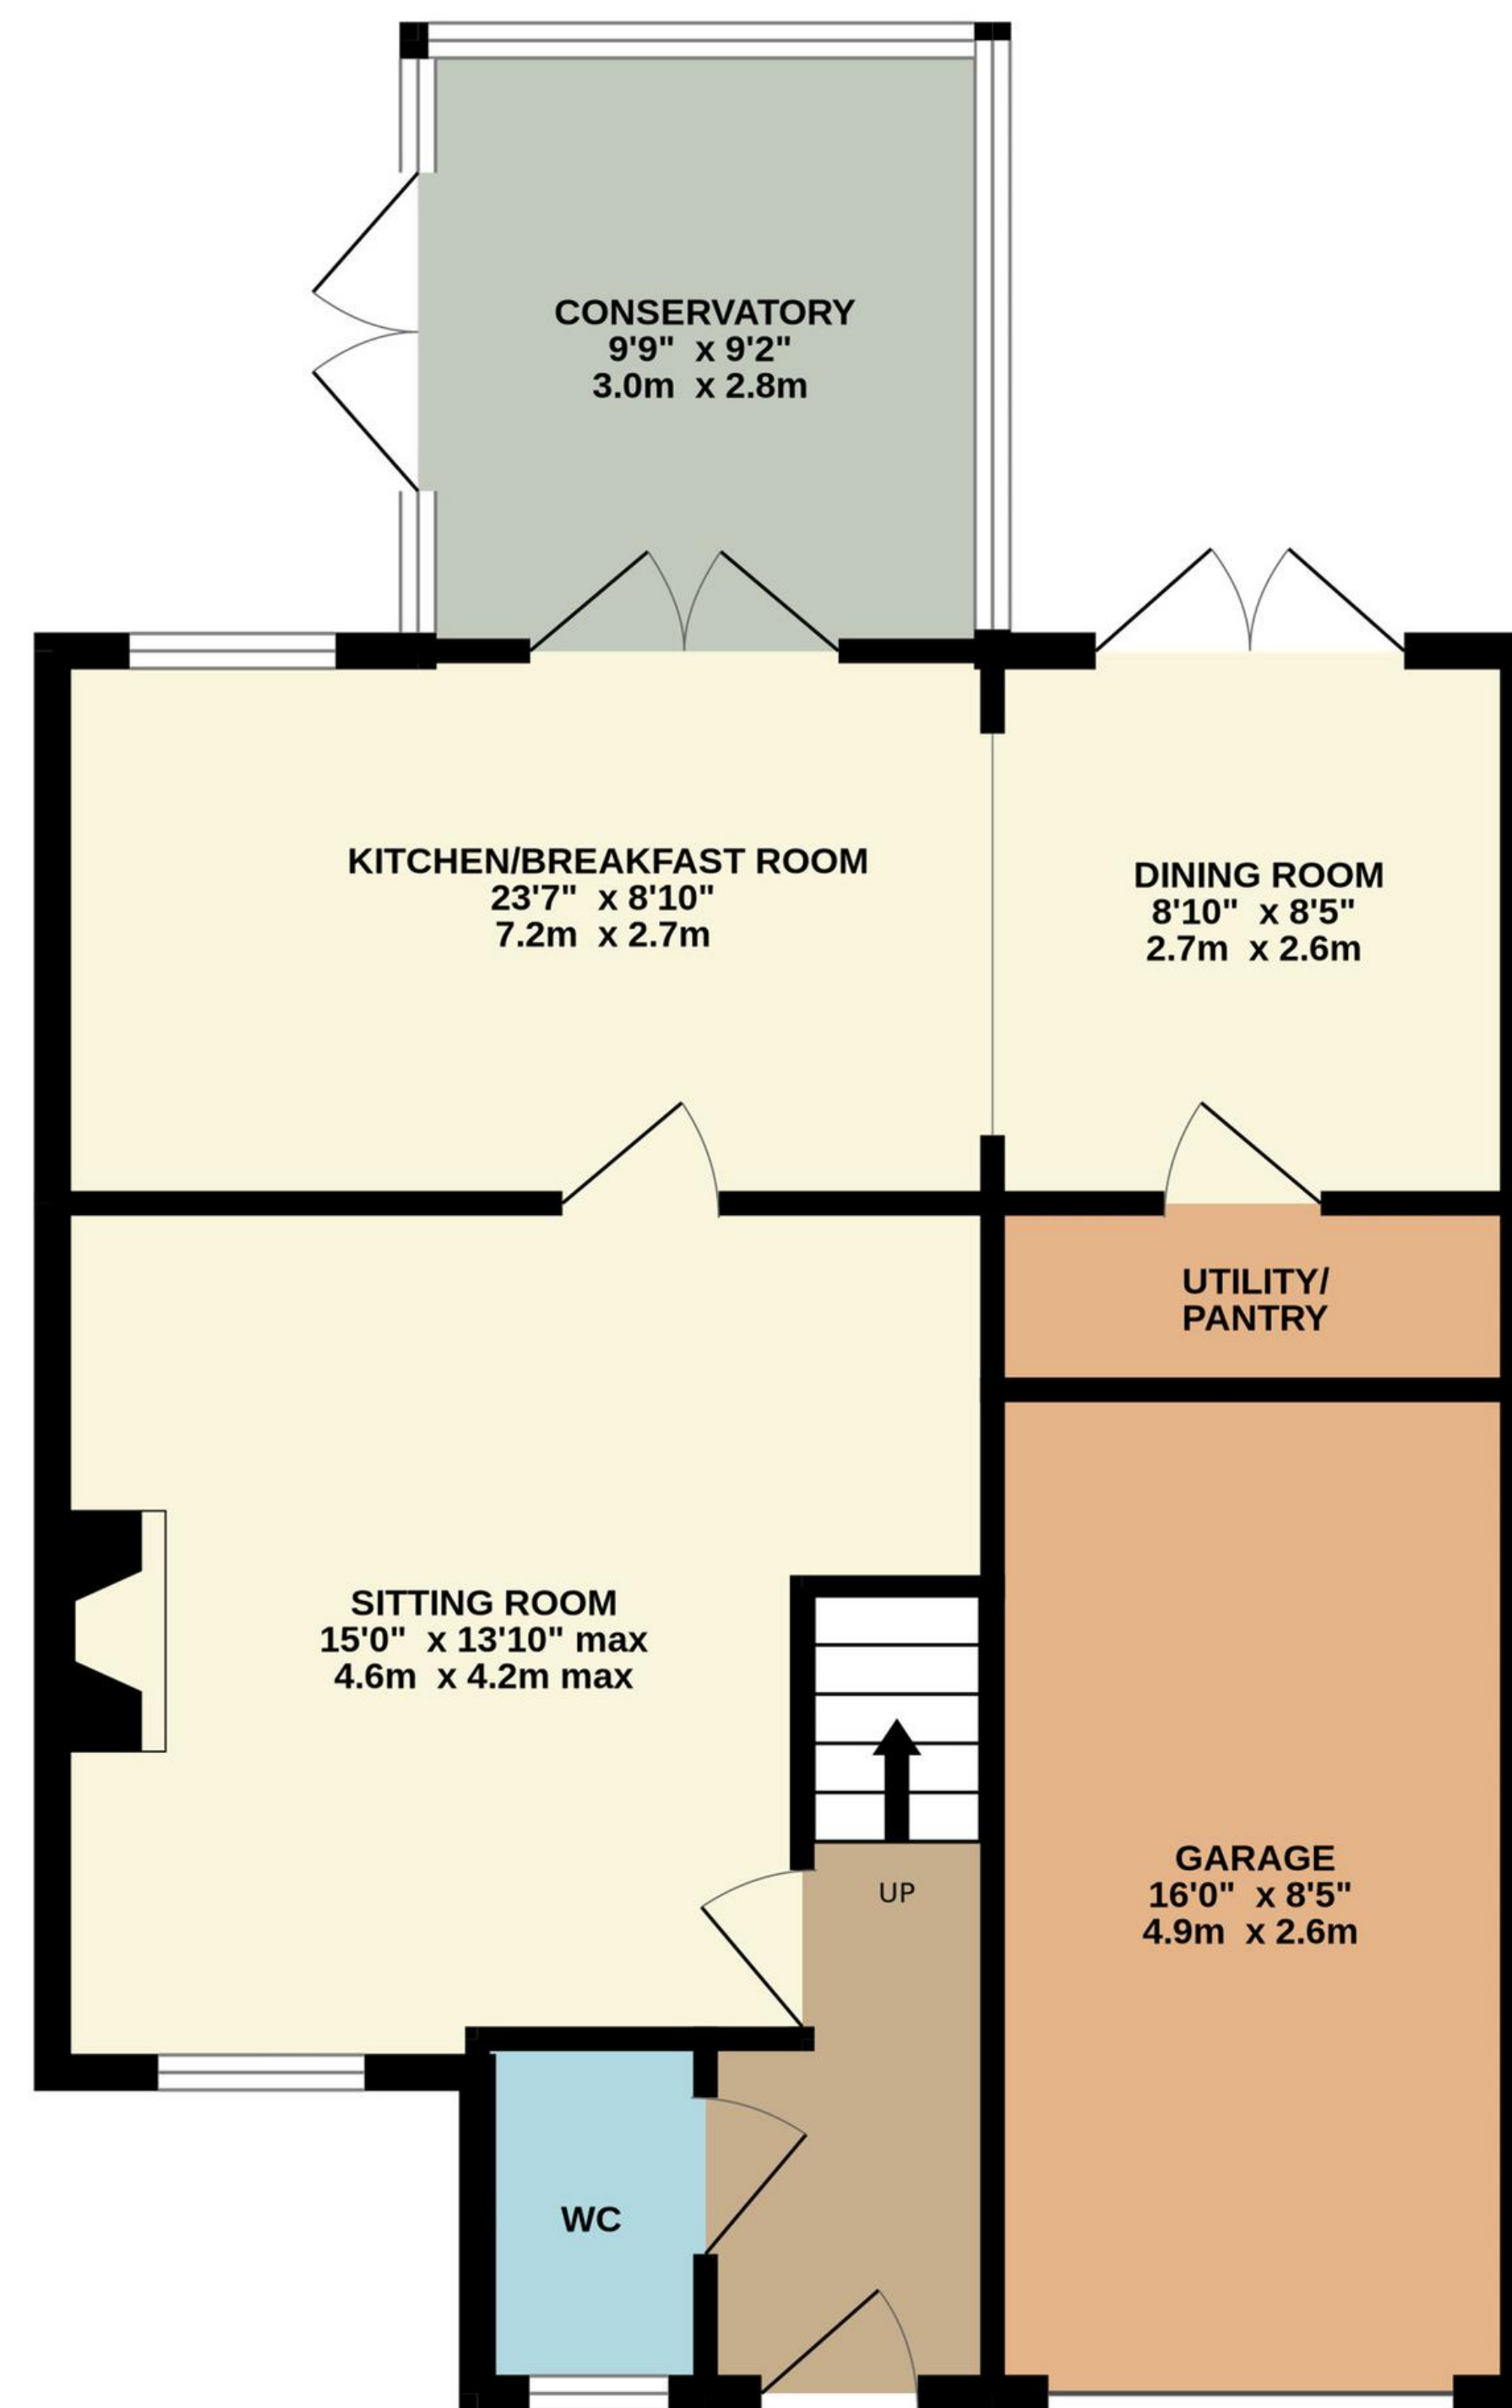 CONSERVATORY
9'9" x 9'2"
3.0m x 2.8m
KITCHEN/BREAKFAST ROOM
23'7" x 8'10"
7.2m x 2.7m
DINING ROOM
8'10" x 8'5"
2.7m x 2.6m
UTILITY/
PANTRY
SITTING ROOM
15'0" x 13'10" max
4.6m x 4.2m max
UP
GARAGE
16'0" x 8'5"
4.9m x 2.6m
WC